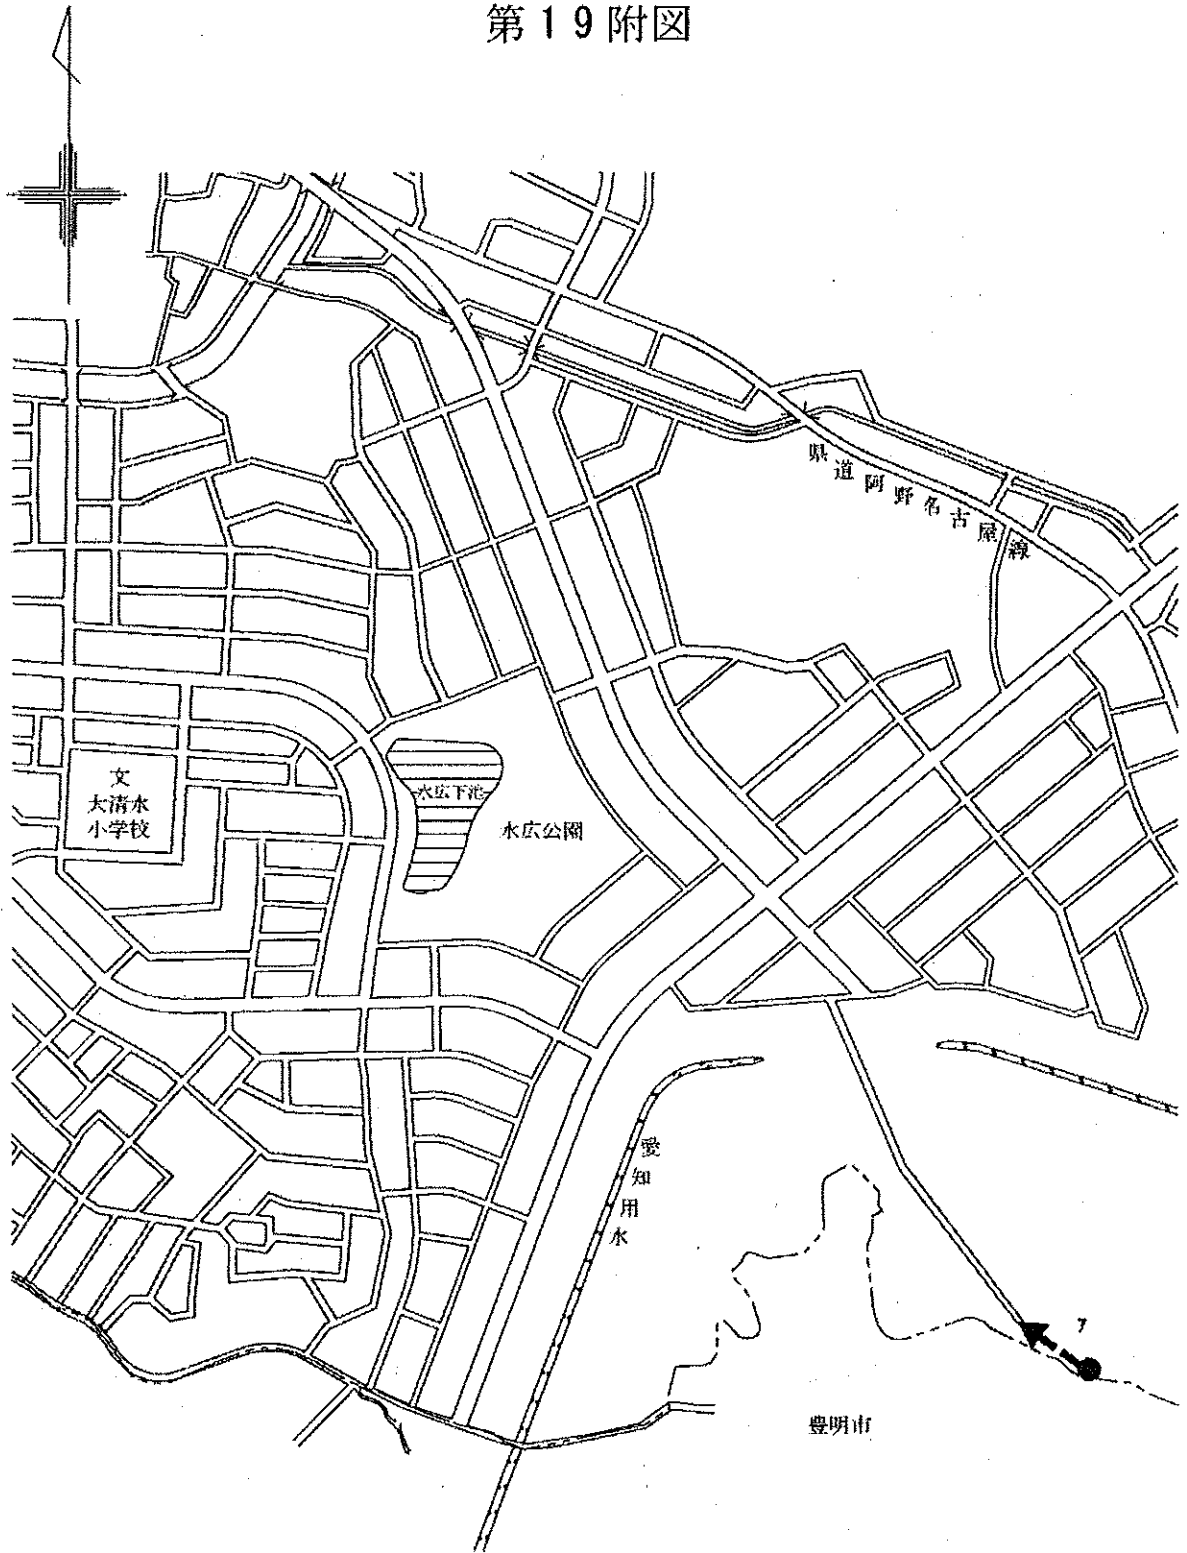 第19附図
県道阿野名古屋線
文
大清水
小学校
水広下池
水広公園
愛知用水
7
豊明市